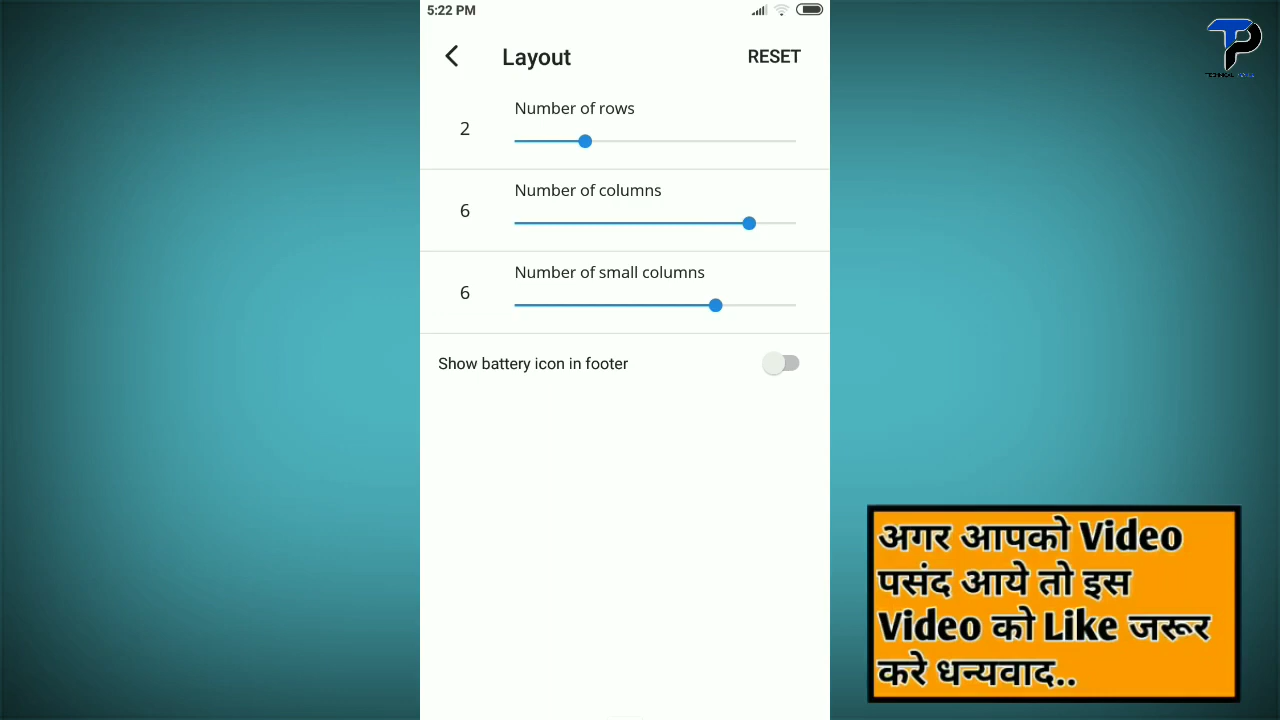 5:22 PM
Layout
RESET
Number of rows
2
Number of columns
6
Number of small columns
6
Show battery icon in footer
TP
अगर आपको Video
पसंद आये तो इस
Video को Like जरूर
करे धन्यवाद..